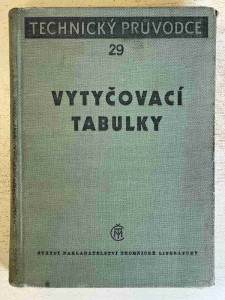 TECHNICKÝ PRŮVODCE
29
VYTYČOVACÍ
TABULKY
STÁTNÍ NAKLADATELSTVÍ TECHNICKÉ LITERATURY